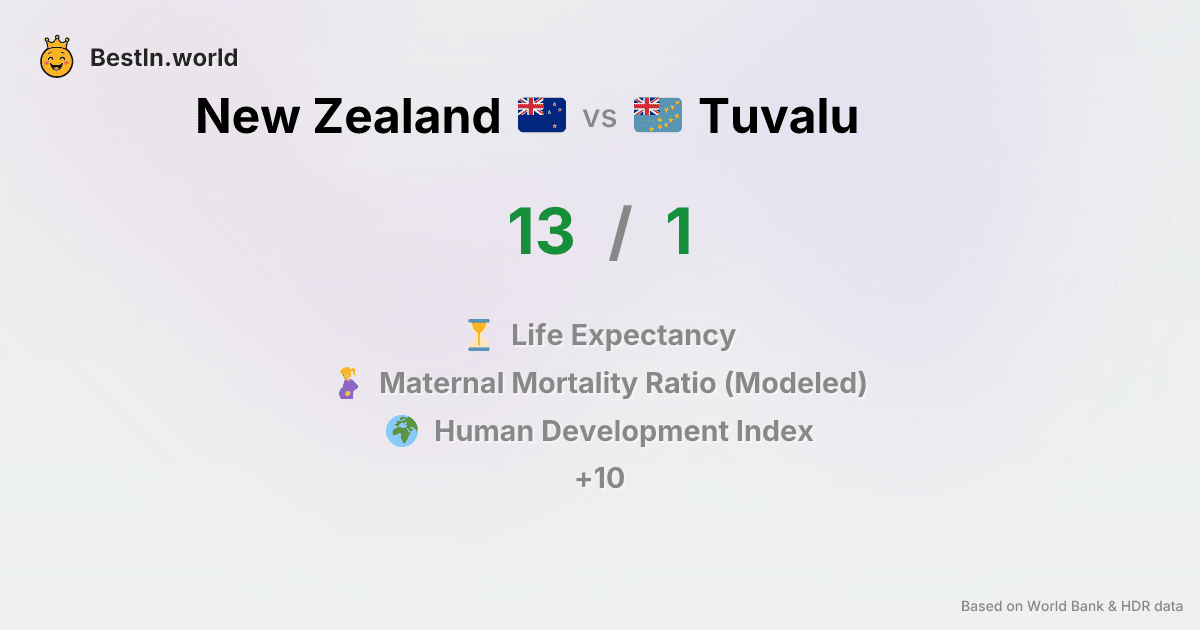 BestIn.world
New Zealand vs Tuvalu
13 / 1
Life Expectancy
Maternal Mortality Ratio (Modeled)
Human Development Index
+10
Based on World Bank & HDR data